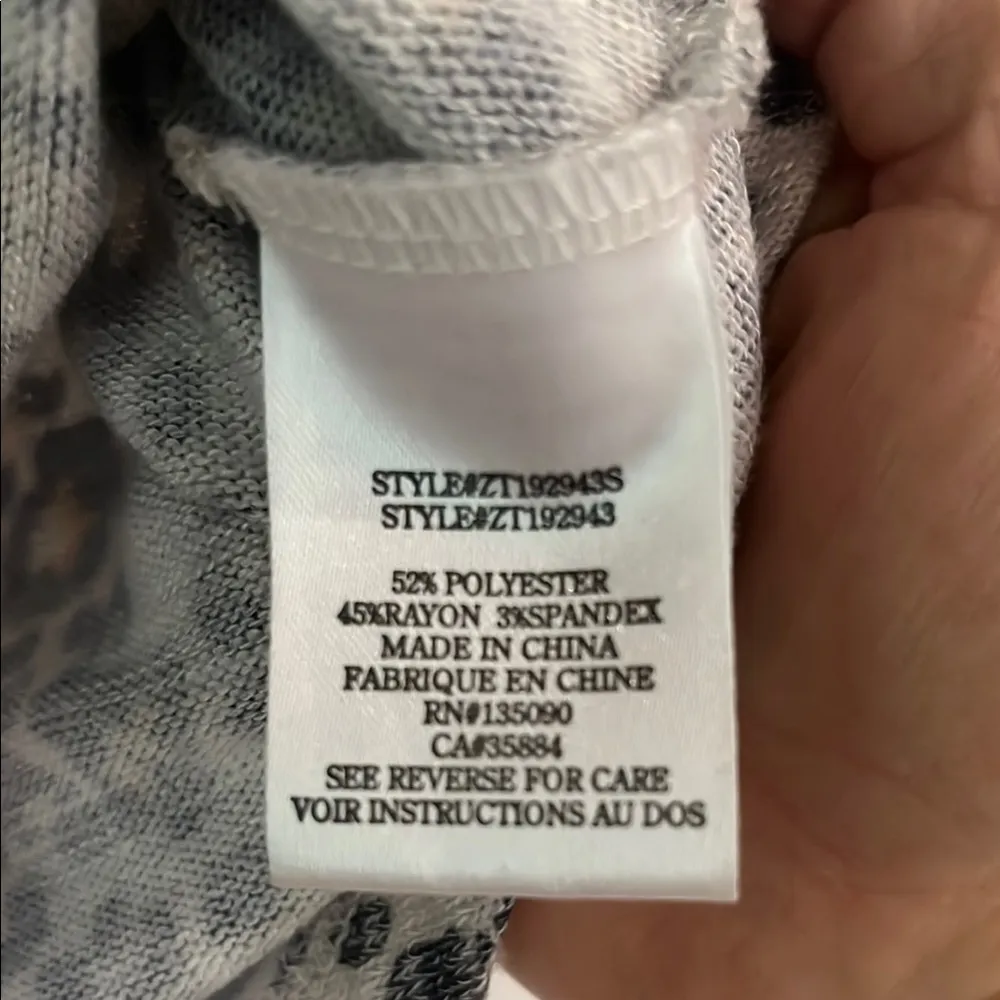 STYLE#ZT192943S
STYLE#ZT192943
52% POLYESTER
45%RAYON 3%SPANDEX
MADE IN CHINA
FABRIQUE EN CHINE
RN#135090
CA#35884
SEE REVERSE FOR CARE
VOIR INSTRUCTIONS AU DOS